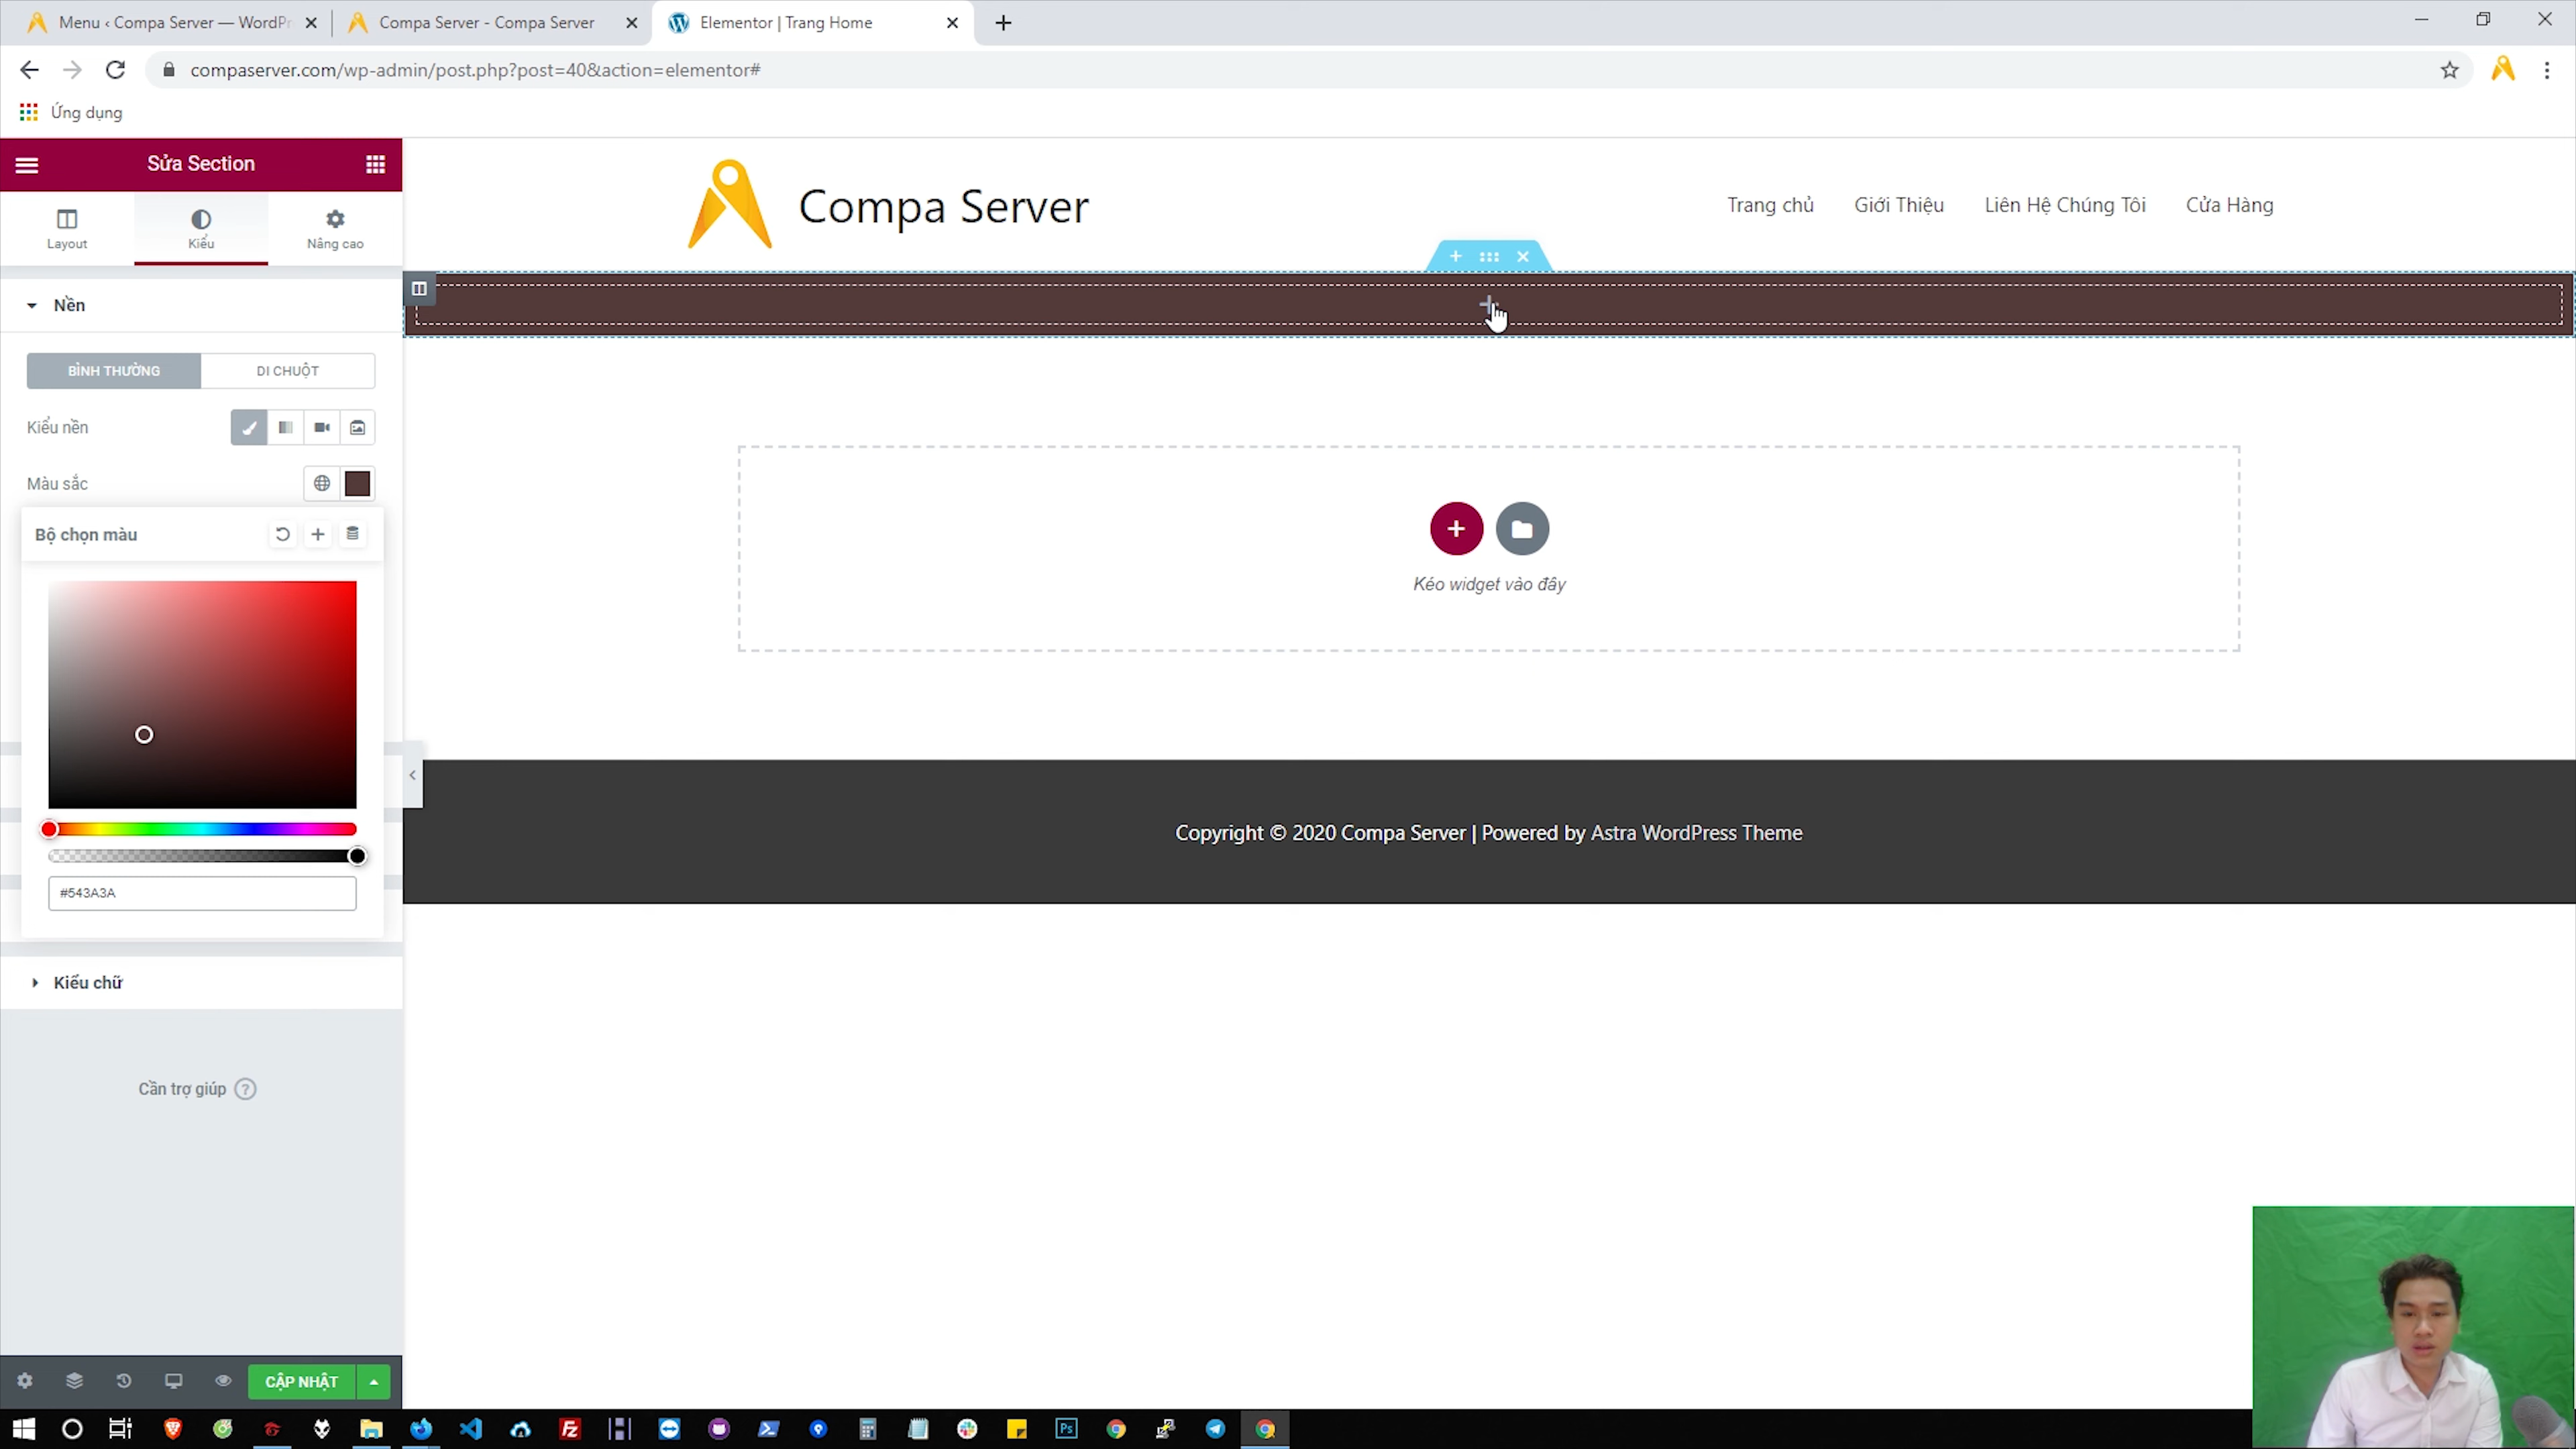 Menu ‹ Compa Server — WordPr
Compa Server - Compa Server
Elementor | Trang Home
compaserver.com/wp-admin/post.php?post=40&action=elementor#
Ứng dụng
Sửa Section
Layout
Kiểu
Nâng cao
Nền
BÌNH THƯỜNG
DI CHUỘT
Kiểu nền
Màu sắc
Bộ chọn màu
#543A3A
Kiểu chữ
Cần trợ giúp
CẬP NHẬT
Compa Server
Trang chủ
Giới Thiệu
Liên Hệ Chúng Tôi
Cửa Hàng
Kéo widget vào đây
Copyright © 2020 Compa Server | Powered by Astra WordPress Theme
Fz
Ps